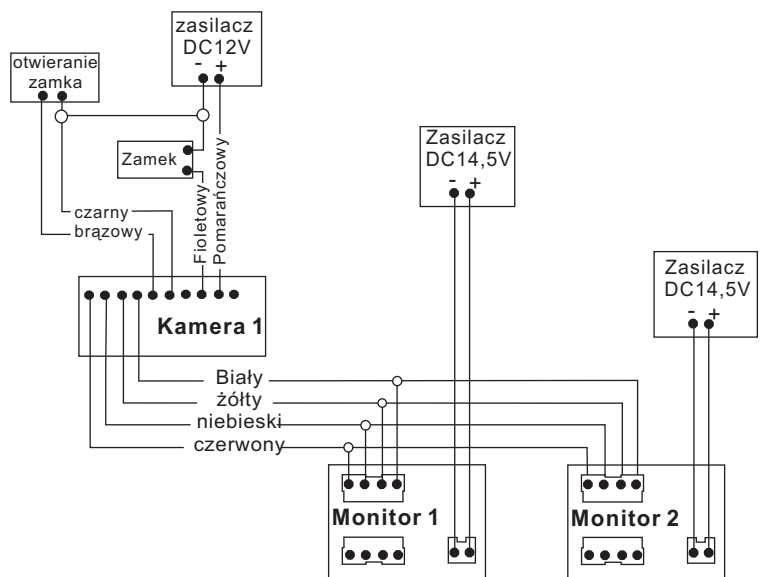 zasilacz
DC12V
- +
otwieranie
zamka
Zamek
Fioletowy
Pomarańczowy
czarny
brązowy
Zasilacz
DC14,5V
- +
Zasilacz
DC14,5V
- +
Kamera 1
Biały
żółty
niebieski
czerwony
Monitor 1
Monitor 2